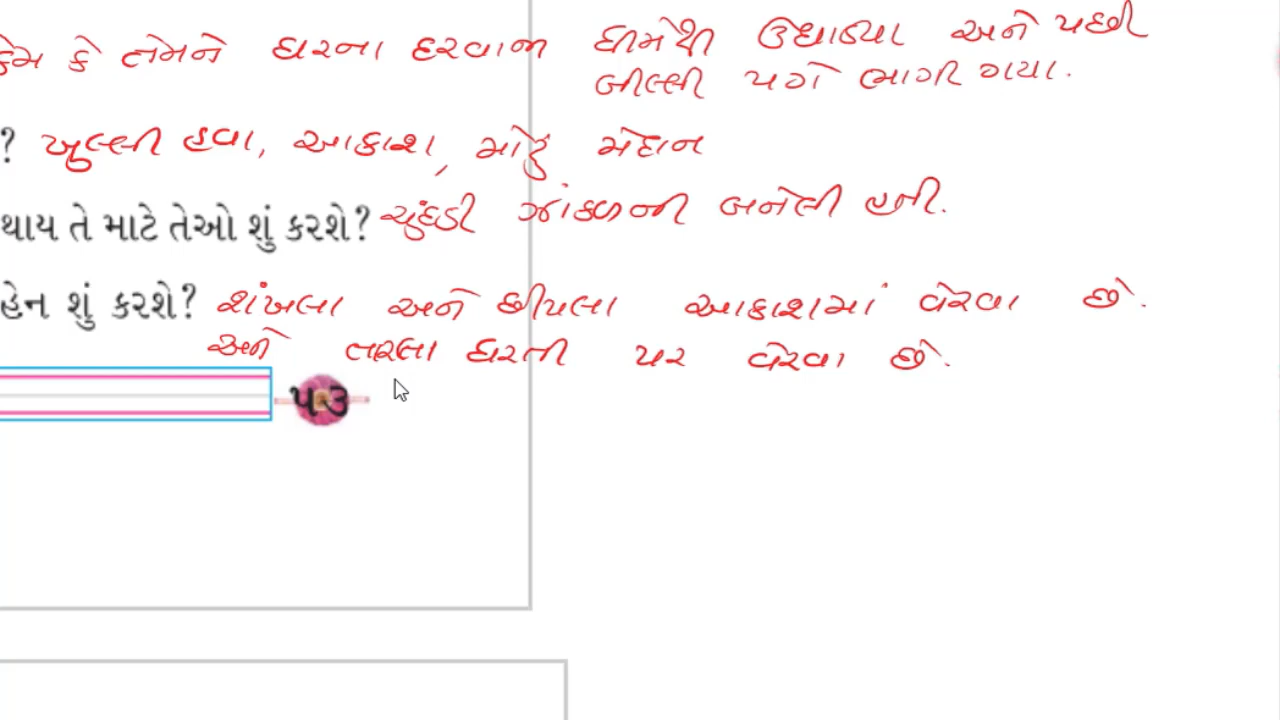 કેમ કે તેમને ઘરના દરવાજા ધીમેથી ઉઘાડ્યા અને પછી
બીલ્લી પગે ભાગી ગયા.
? ખુલ્લી હવા, આકાશ, મોટું મેદાન
થાય તે માટે તેઓ શું કરશે? ચુંદડી ઝાંકળની બનેલી હતી.
હેન શું કરશે? શંખલા અને છીપલા આકાશમાં વેરવા છે.
અને તારલા ધરતી પર વેરવા છે.
૫૩